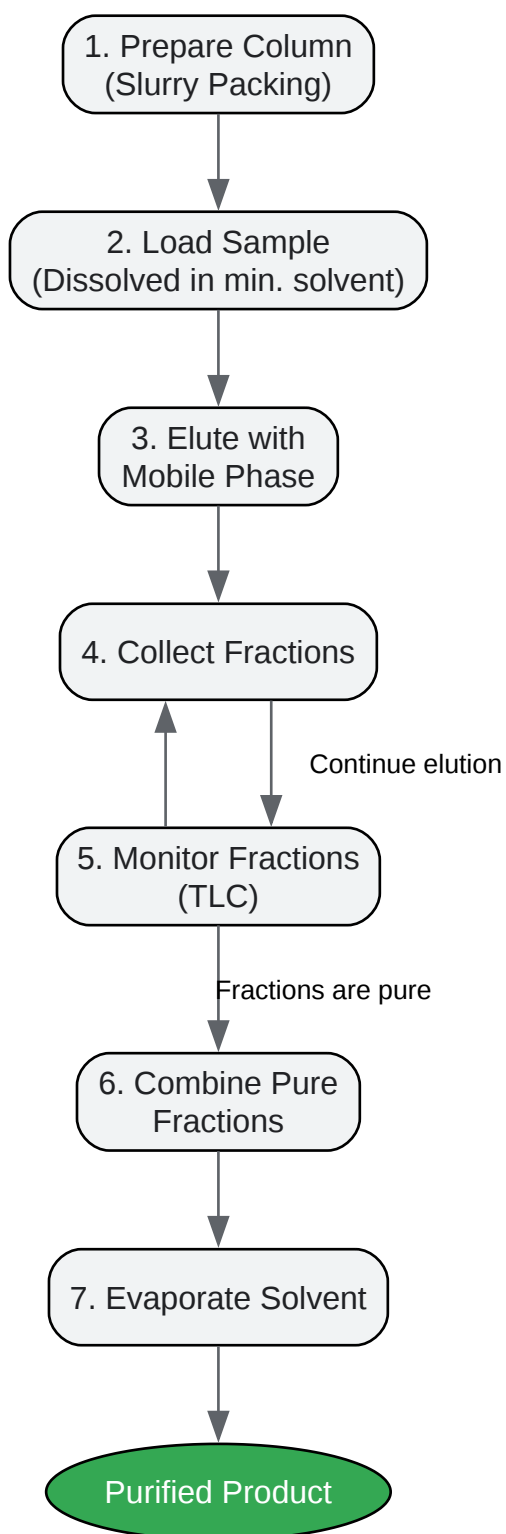 1. Prepare Column
(Slurry Packing)
2. Load Sample
(Dissolved in min. solvent)
3. Elute with
Mobile Phase
4. Collect Fractions
Continue elution
5. Monitor Fractions
(TLC)
Fractions are pure
6. Combine Pure
Fractions
7. Evaporate Solvent
Purified Product